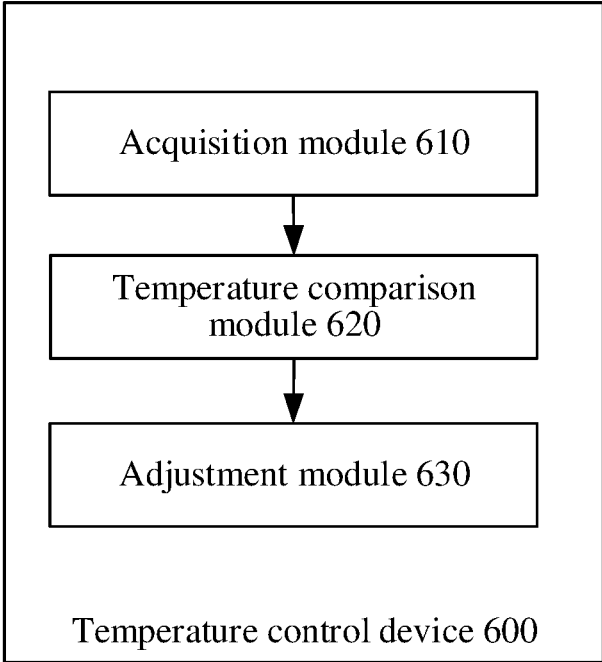 Acquisition module 610
Temperature comparison
module 620
Adjustment module 630
Temperature control device 600